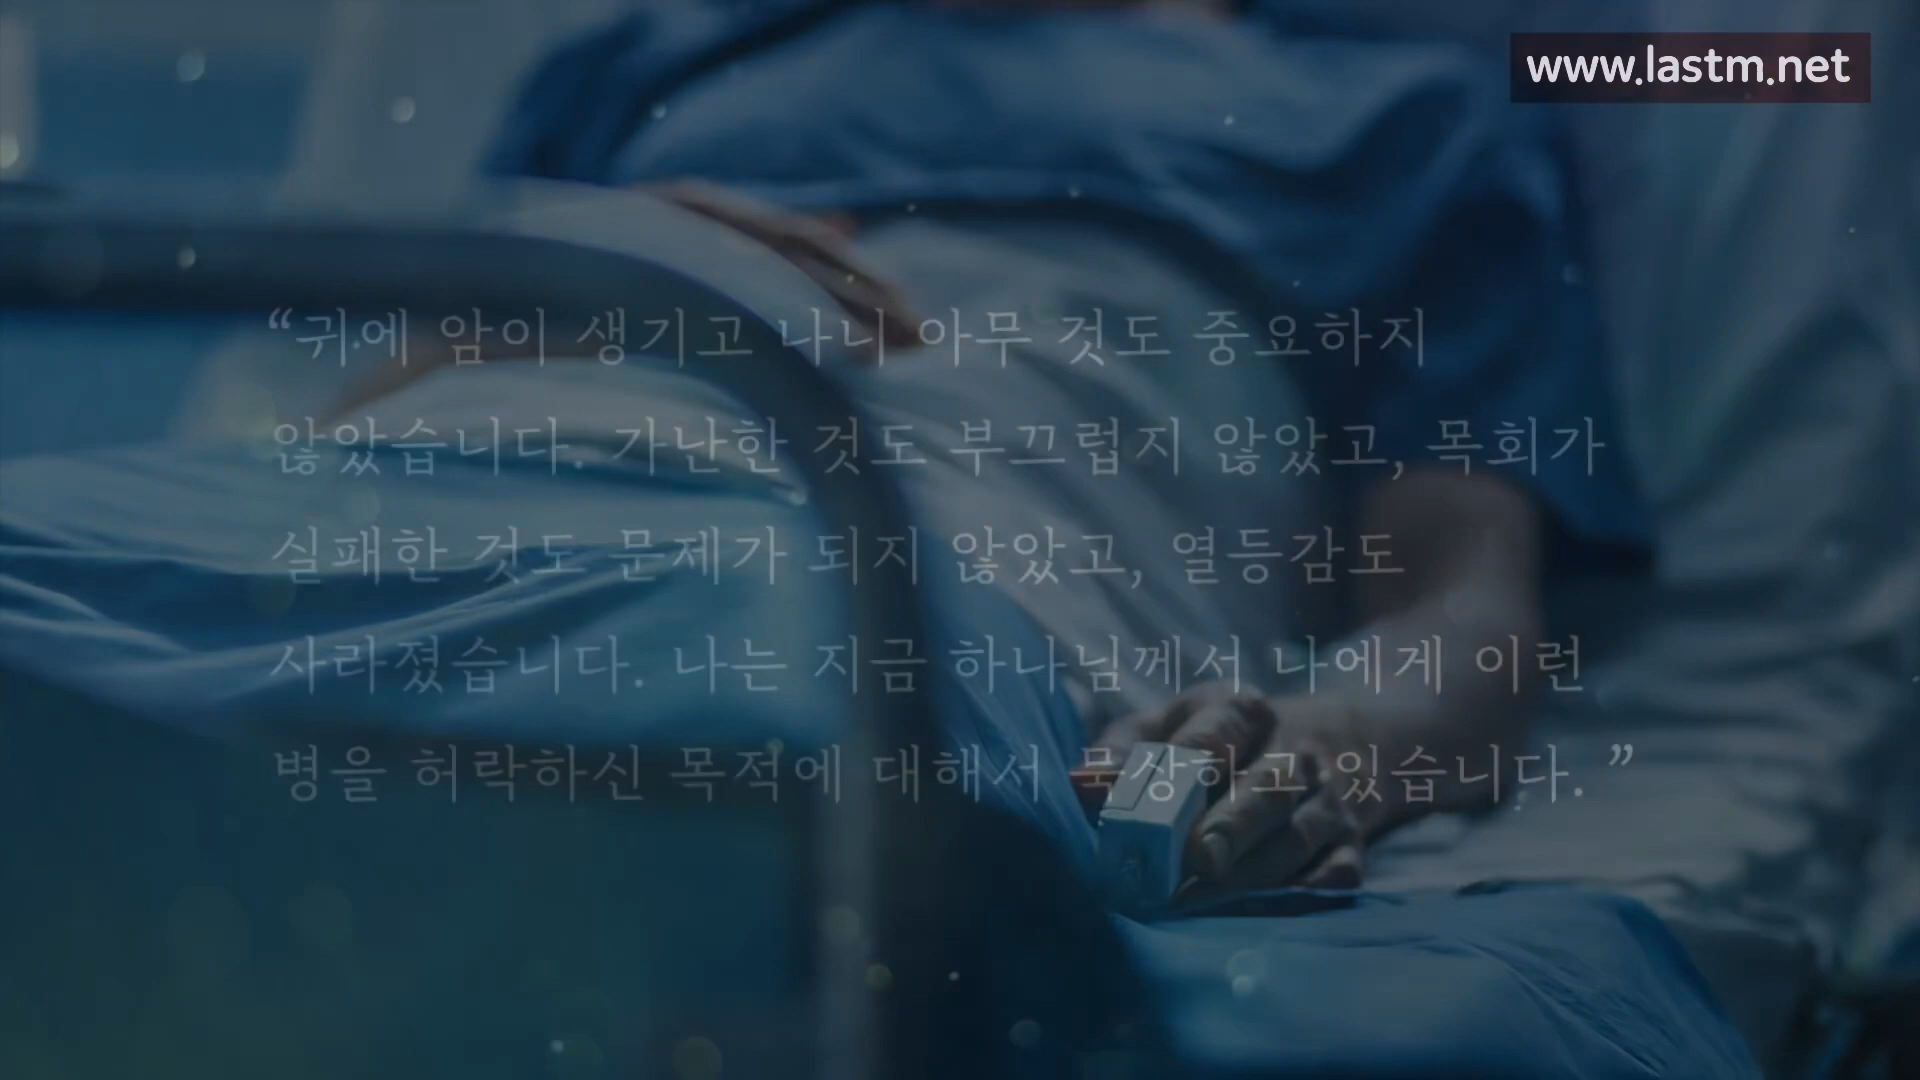 www.lastm.net
“귀에 암이 생기고 나니 아무 것도 중요하지
않았습니다. 가난한 것도 부끄럽지 않았고, 목회가
실패한 것도 문제가 되지 않았고, 열등감도
사라졌습니다. 나는 지금 하나님께서 나에게 이런
병을 허락하신 목적에 대해서 묵상하고 있습니다. ”